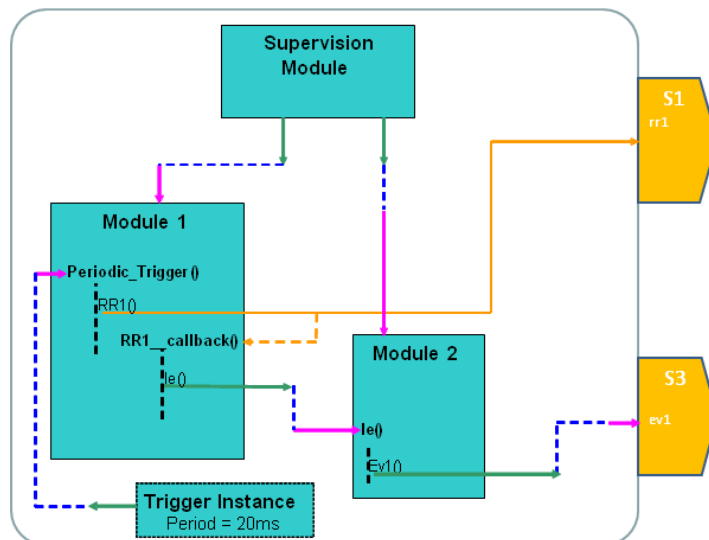 Supervision
Module
S1
rr1
Module 1
Periodic_Trigger()
RR1()
RR1__callback()
Ie()
Module 2
Ie()
Ev1()
S3
ev1
Trigger Instance
Period = 20ms